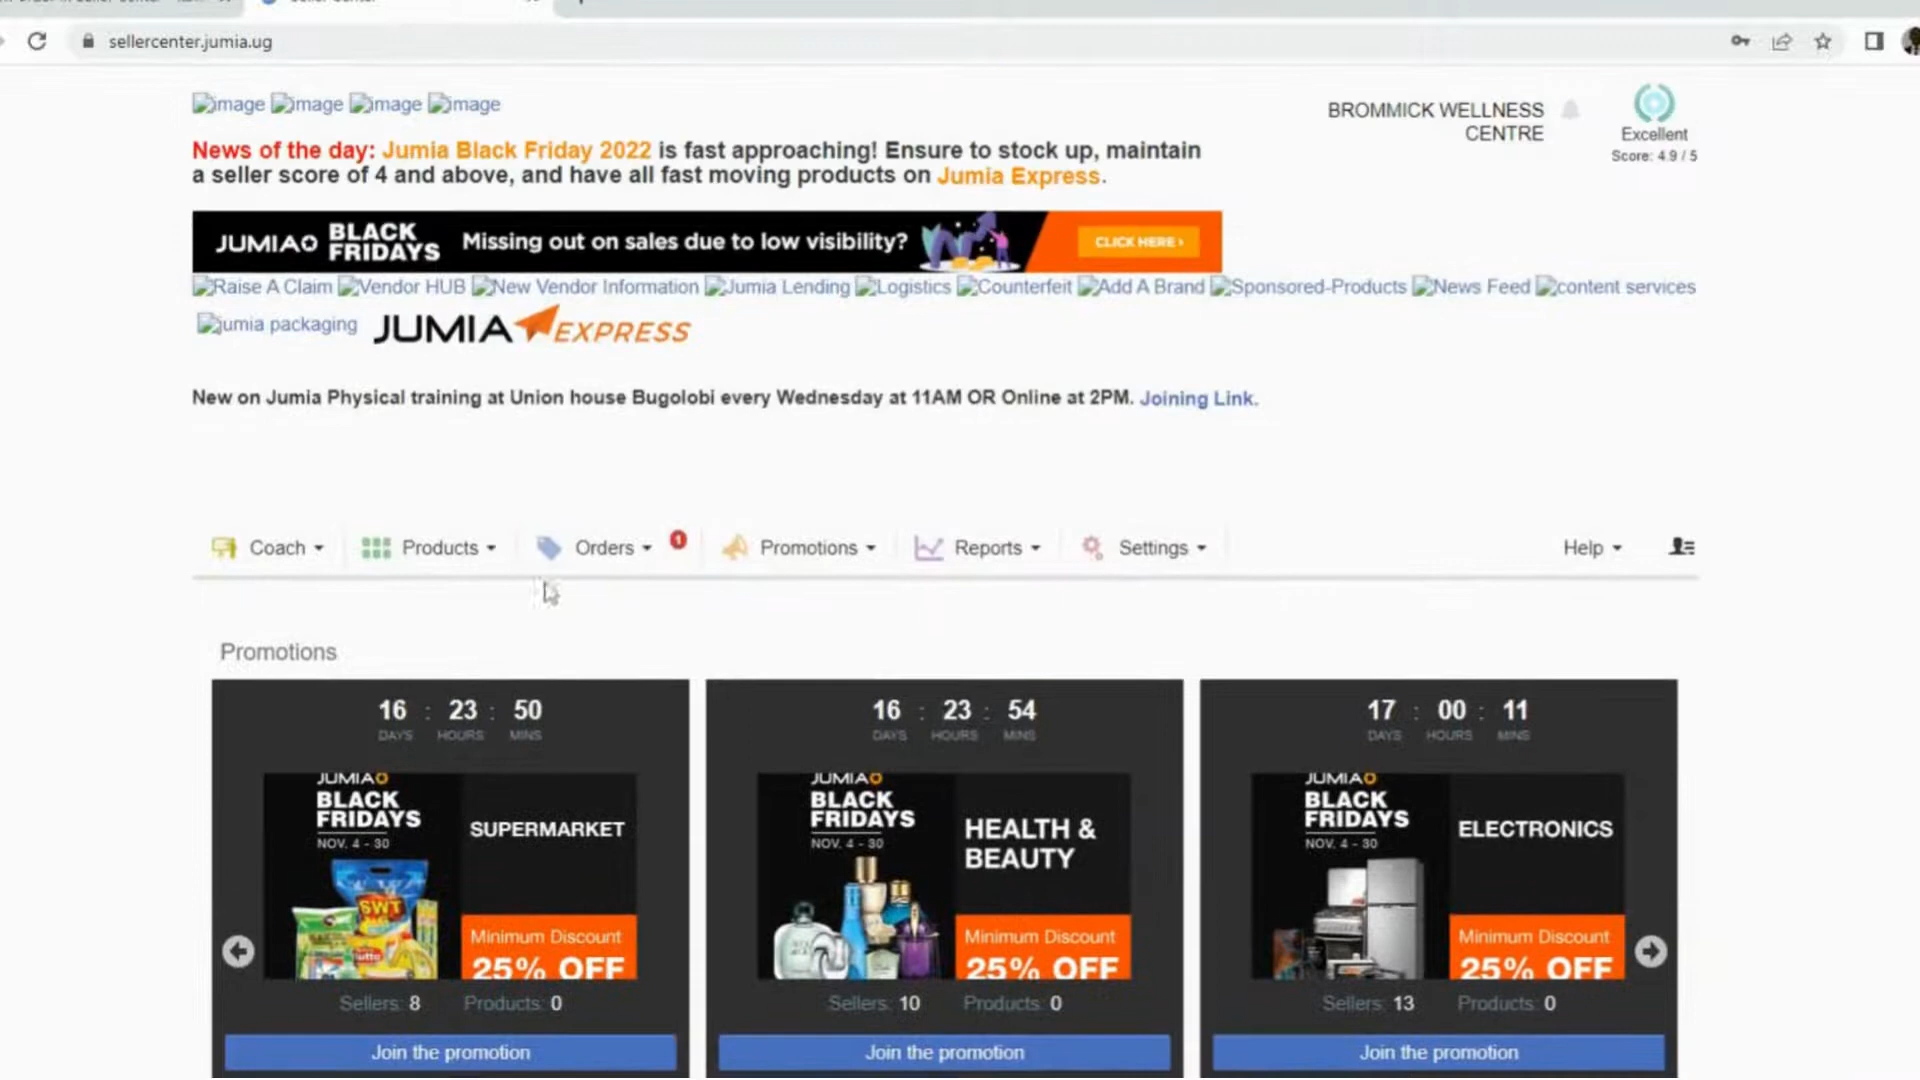 sellercenter.jumia.ug
image image image image
BROMMICK WELLNESS
CENTRE
Excellent
Score: 4.9 / 5
News of the day: Jumia Black Friday 2022 is fast approaching! Ensure to stock up, maintain
a seller score of 4 and above, and have all fast moving products on Jumia Express.
JUMIA BLACK FRIDAYS Missing out on sales due to low visibility? CLICK HERE ›
Raise A Claim Vendor HUB New Vendor Information Jumia Lending Logistics Counterfeit Add A Brand Sponsored-Products News Feed content services
jumia packaging JUMIA EXPRESS
New on Jumia Physical training at Union house Bugolobi every Wednesday at 11AM OR Online at 2PM. Joining Link.
Coach Products Orders 1 Promotions Reports Settings Help
Promotions
16 : 23 : 50
DAYS HOURS MINS
JUMIA
BLACK
FRIDAYS
NOV. 4 - 30
SUPERMARKET
SWT
Minimum Discount
25% OFF
Sellers: 8 Products: 0
Join the promotion
16 : 23 : 54
DAYS HOURS MINS
JUMIA
BLACK
FRIDAYS
NOV. 4 - 30
HEALTH &
BEAUTY
Minimum Discount
25% OFF
Sellers: 10 Products: 0
Join the promotion
17 : 00 : 11
DAYS HOURS MINS
JUMIA
BLACK
FRIDAYS
NOV. 4 - 30
ELECTRONICS
Minimum Discount
25% OFF
Sellers: 13 Products: 0
Join the promotion